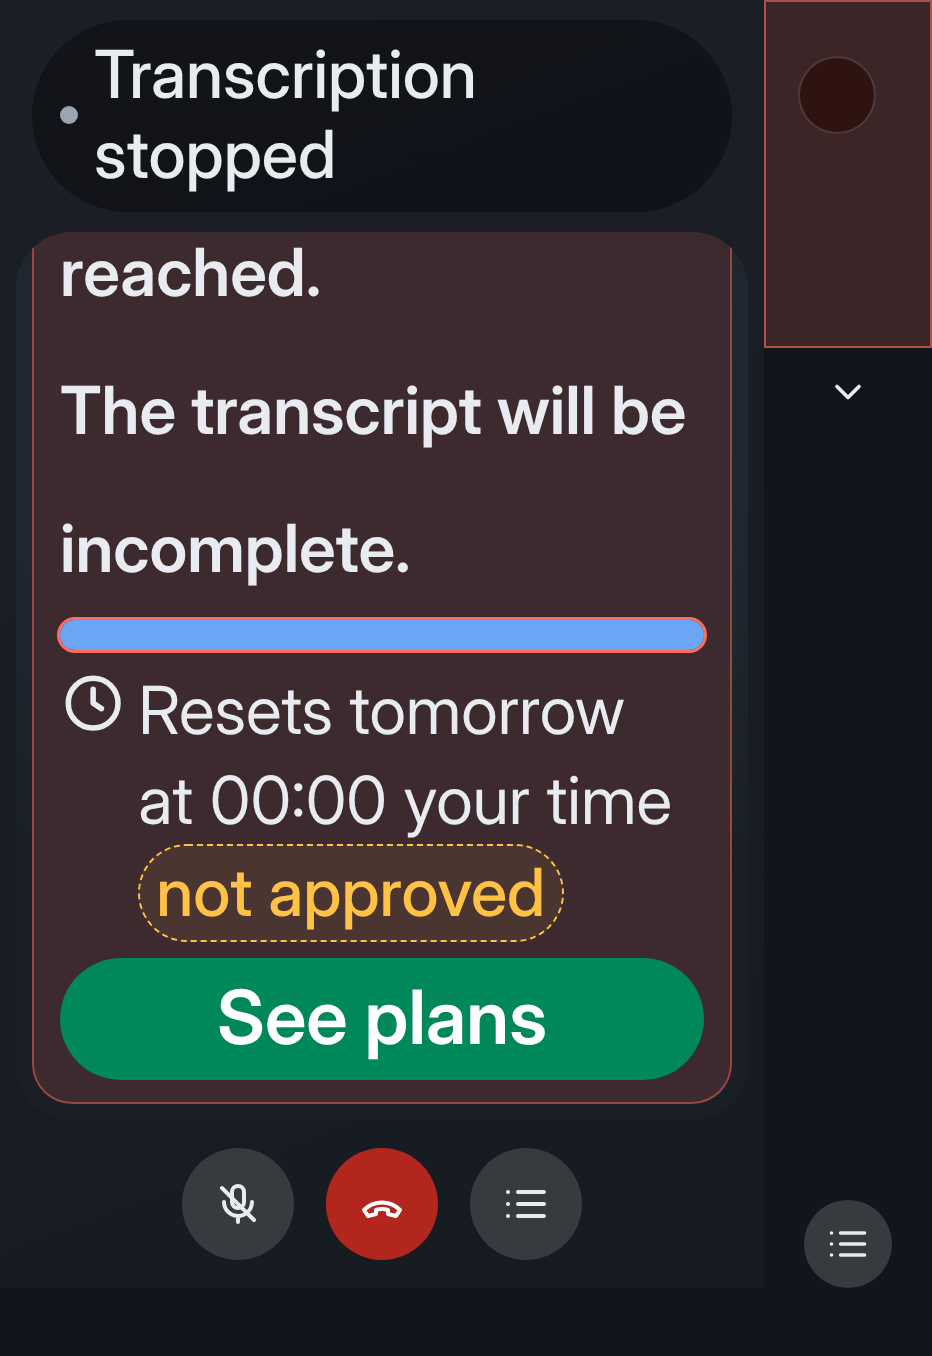 Transcription
stopped
reached.
The transcript will be
incomplete.
Resets tomorrow
at 00:00 your time
not approved
See plans